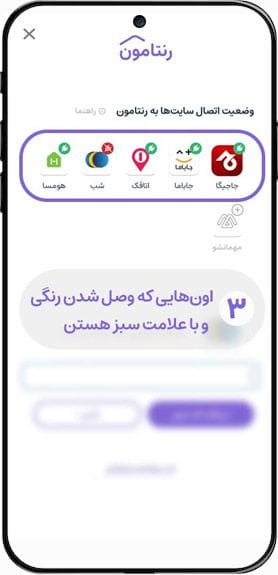 رنتامون
وضعیت اتصال سایت‌ها به رنتامون
راهنما
جاجیگا
جاباما
اتاقک
شب
هومسا
جاباما
مهمانشو
۳
اون‌هایی که وصل شدن رنگی
و با علامت سبز هستن